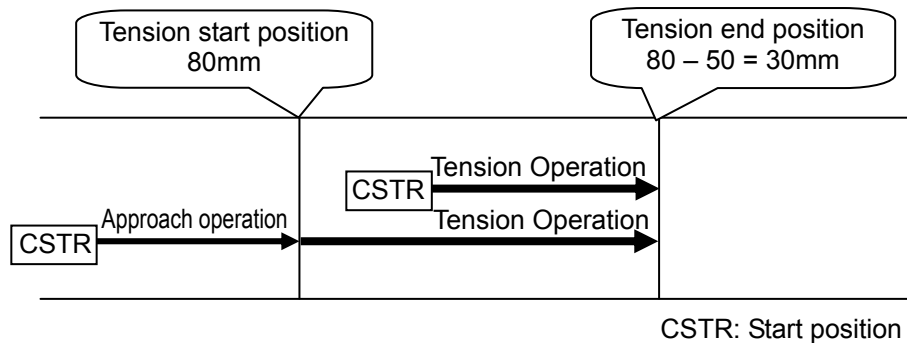 Tension start position
80mm
Tension end position
80 – 50 = 30mm
Tension Operation
CSTR
Approach operation
Tension Operation
CSTR
CSTR: Start position